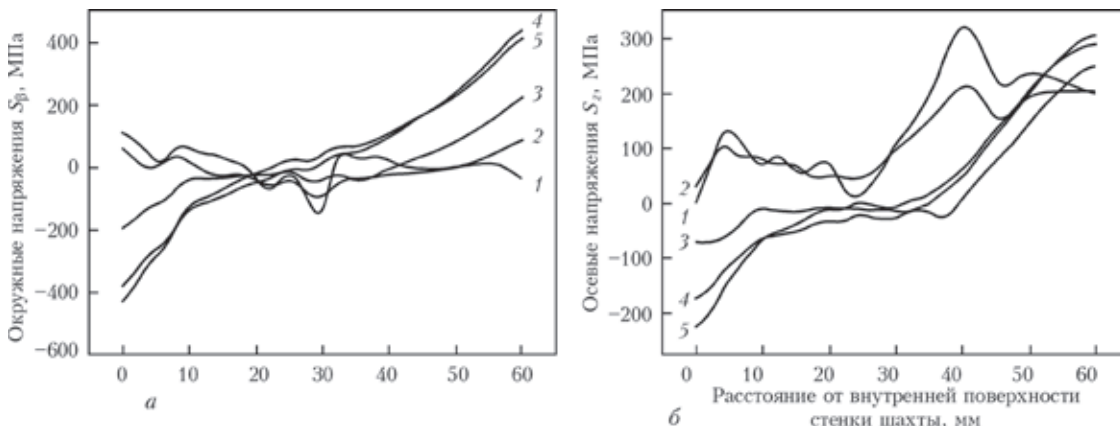 Окружные напряжения Sβ, МПа
400
200
0
−200
−400
−600
0 10 20 30 40 50 60
4
5
3
2
1
а
Осевые напряжения Sz, МПа
300
200
100
0
−100
−200
2
1
3
4
5
0 10 20 30 40 50 60
б
Расстояние от внутренней поверхности
стенки шахты, мм